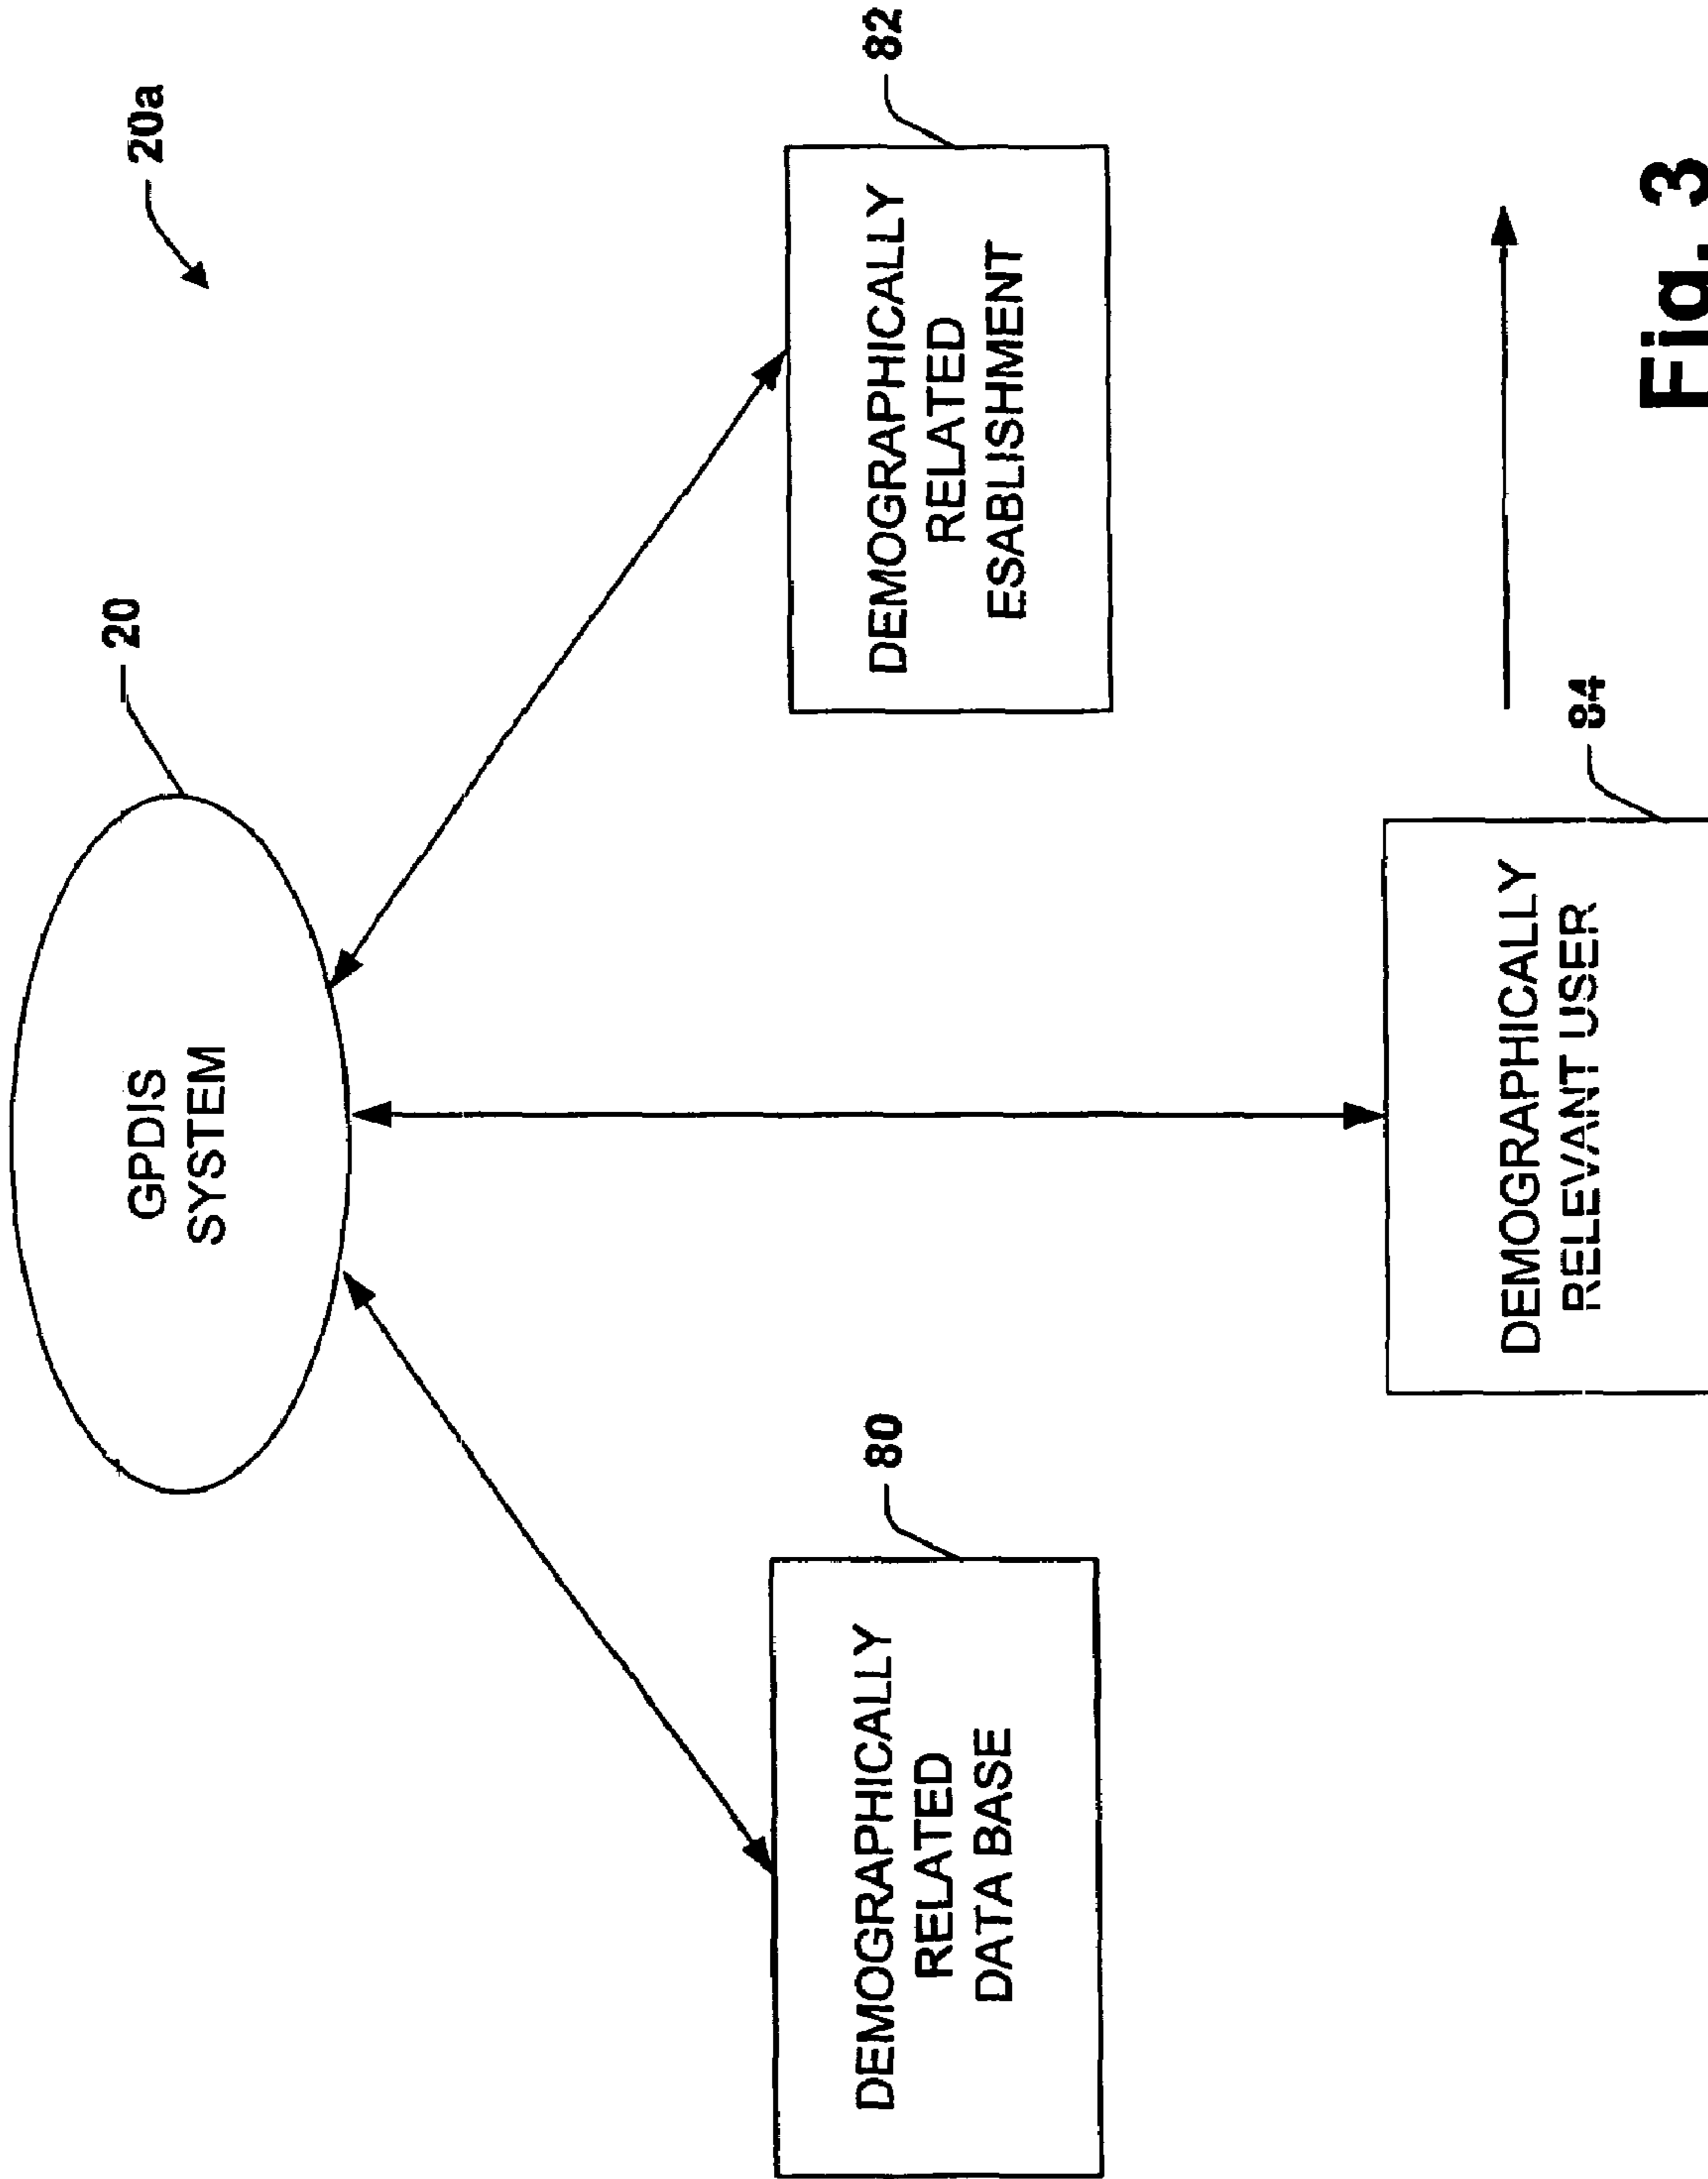 20a
20
GPDIS
SYSTEM
80
DEMOGRAPHICALLY
RELATED
DATA BASE
82
DEMOGRAPHICALLY
RELATED
ESABLISHMENT
84
DEMOGRAPHICALLY
RELEVANT USER
Fig. 3